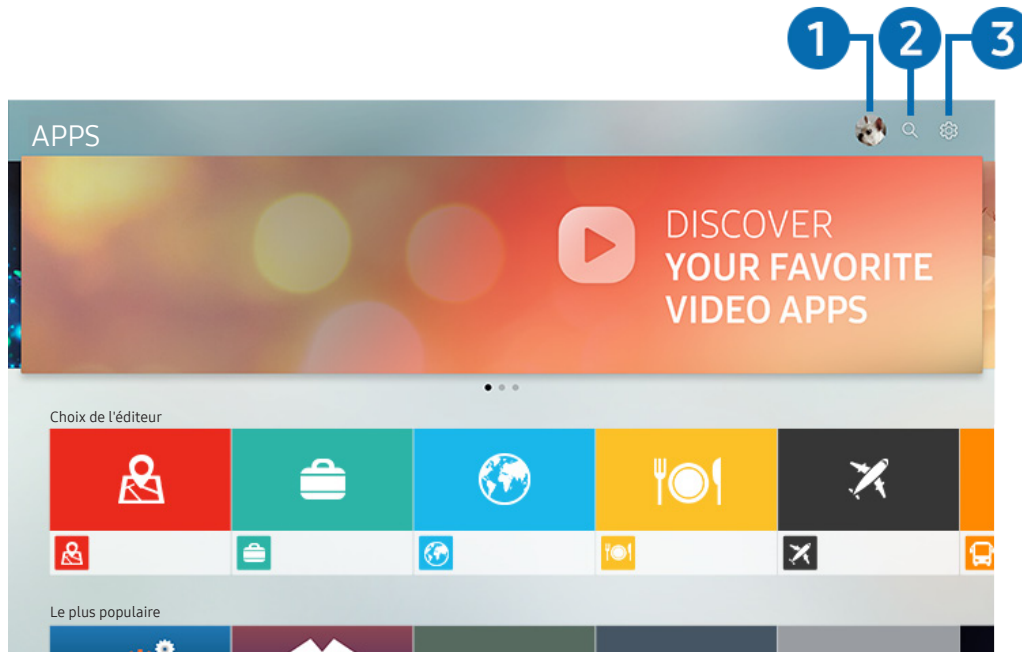 1 2 3
APPS
DISCOVER
YOUR FAVORITE
VIDEO APPS
Choix de l'éditeur
Le plus populaire